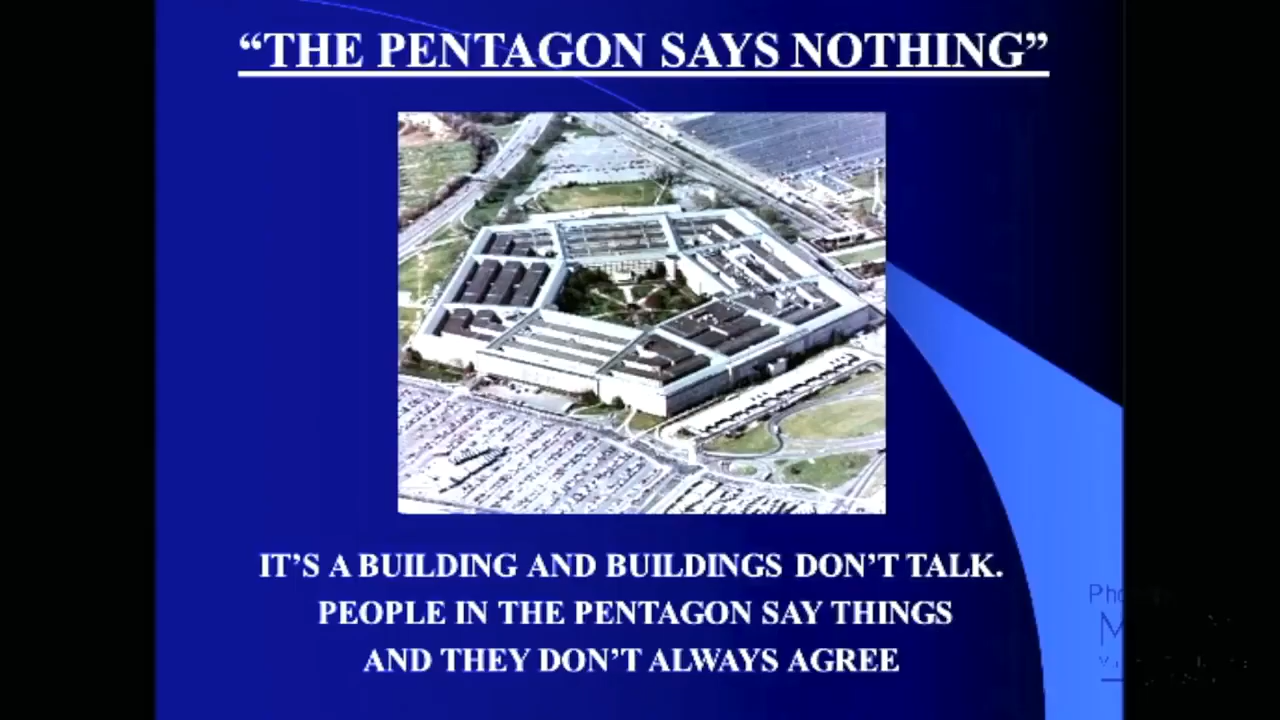 “THE PENTAGON SAYS NOTHING”
IT’S A BUILDING AND BUILDINGS DON’T TALK.
PEOPLE IN THE PENTAGON SAY THINGS
AND THEY DON’T ALWAYS AGREE